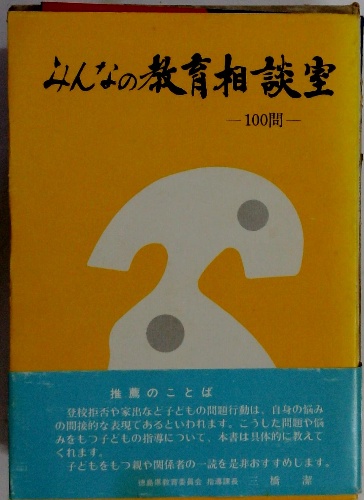 みんなの教育相談室
―100問―
推薦のことば
登校拒否や家出など子どもの問題行動は、自身の悩み
の間接的な表現であるといわれます。こうした問題や悩
みをもつ子どもの指導について、本書は具体的に教えて
くれます。
子どもをもつ親や関係者の一読を是非おすすめします。
徳島県教育委員会 指導課長 三橋 潔